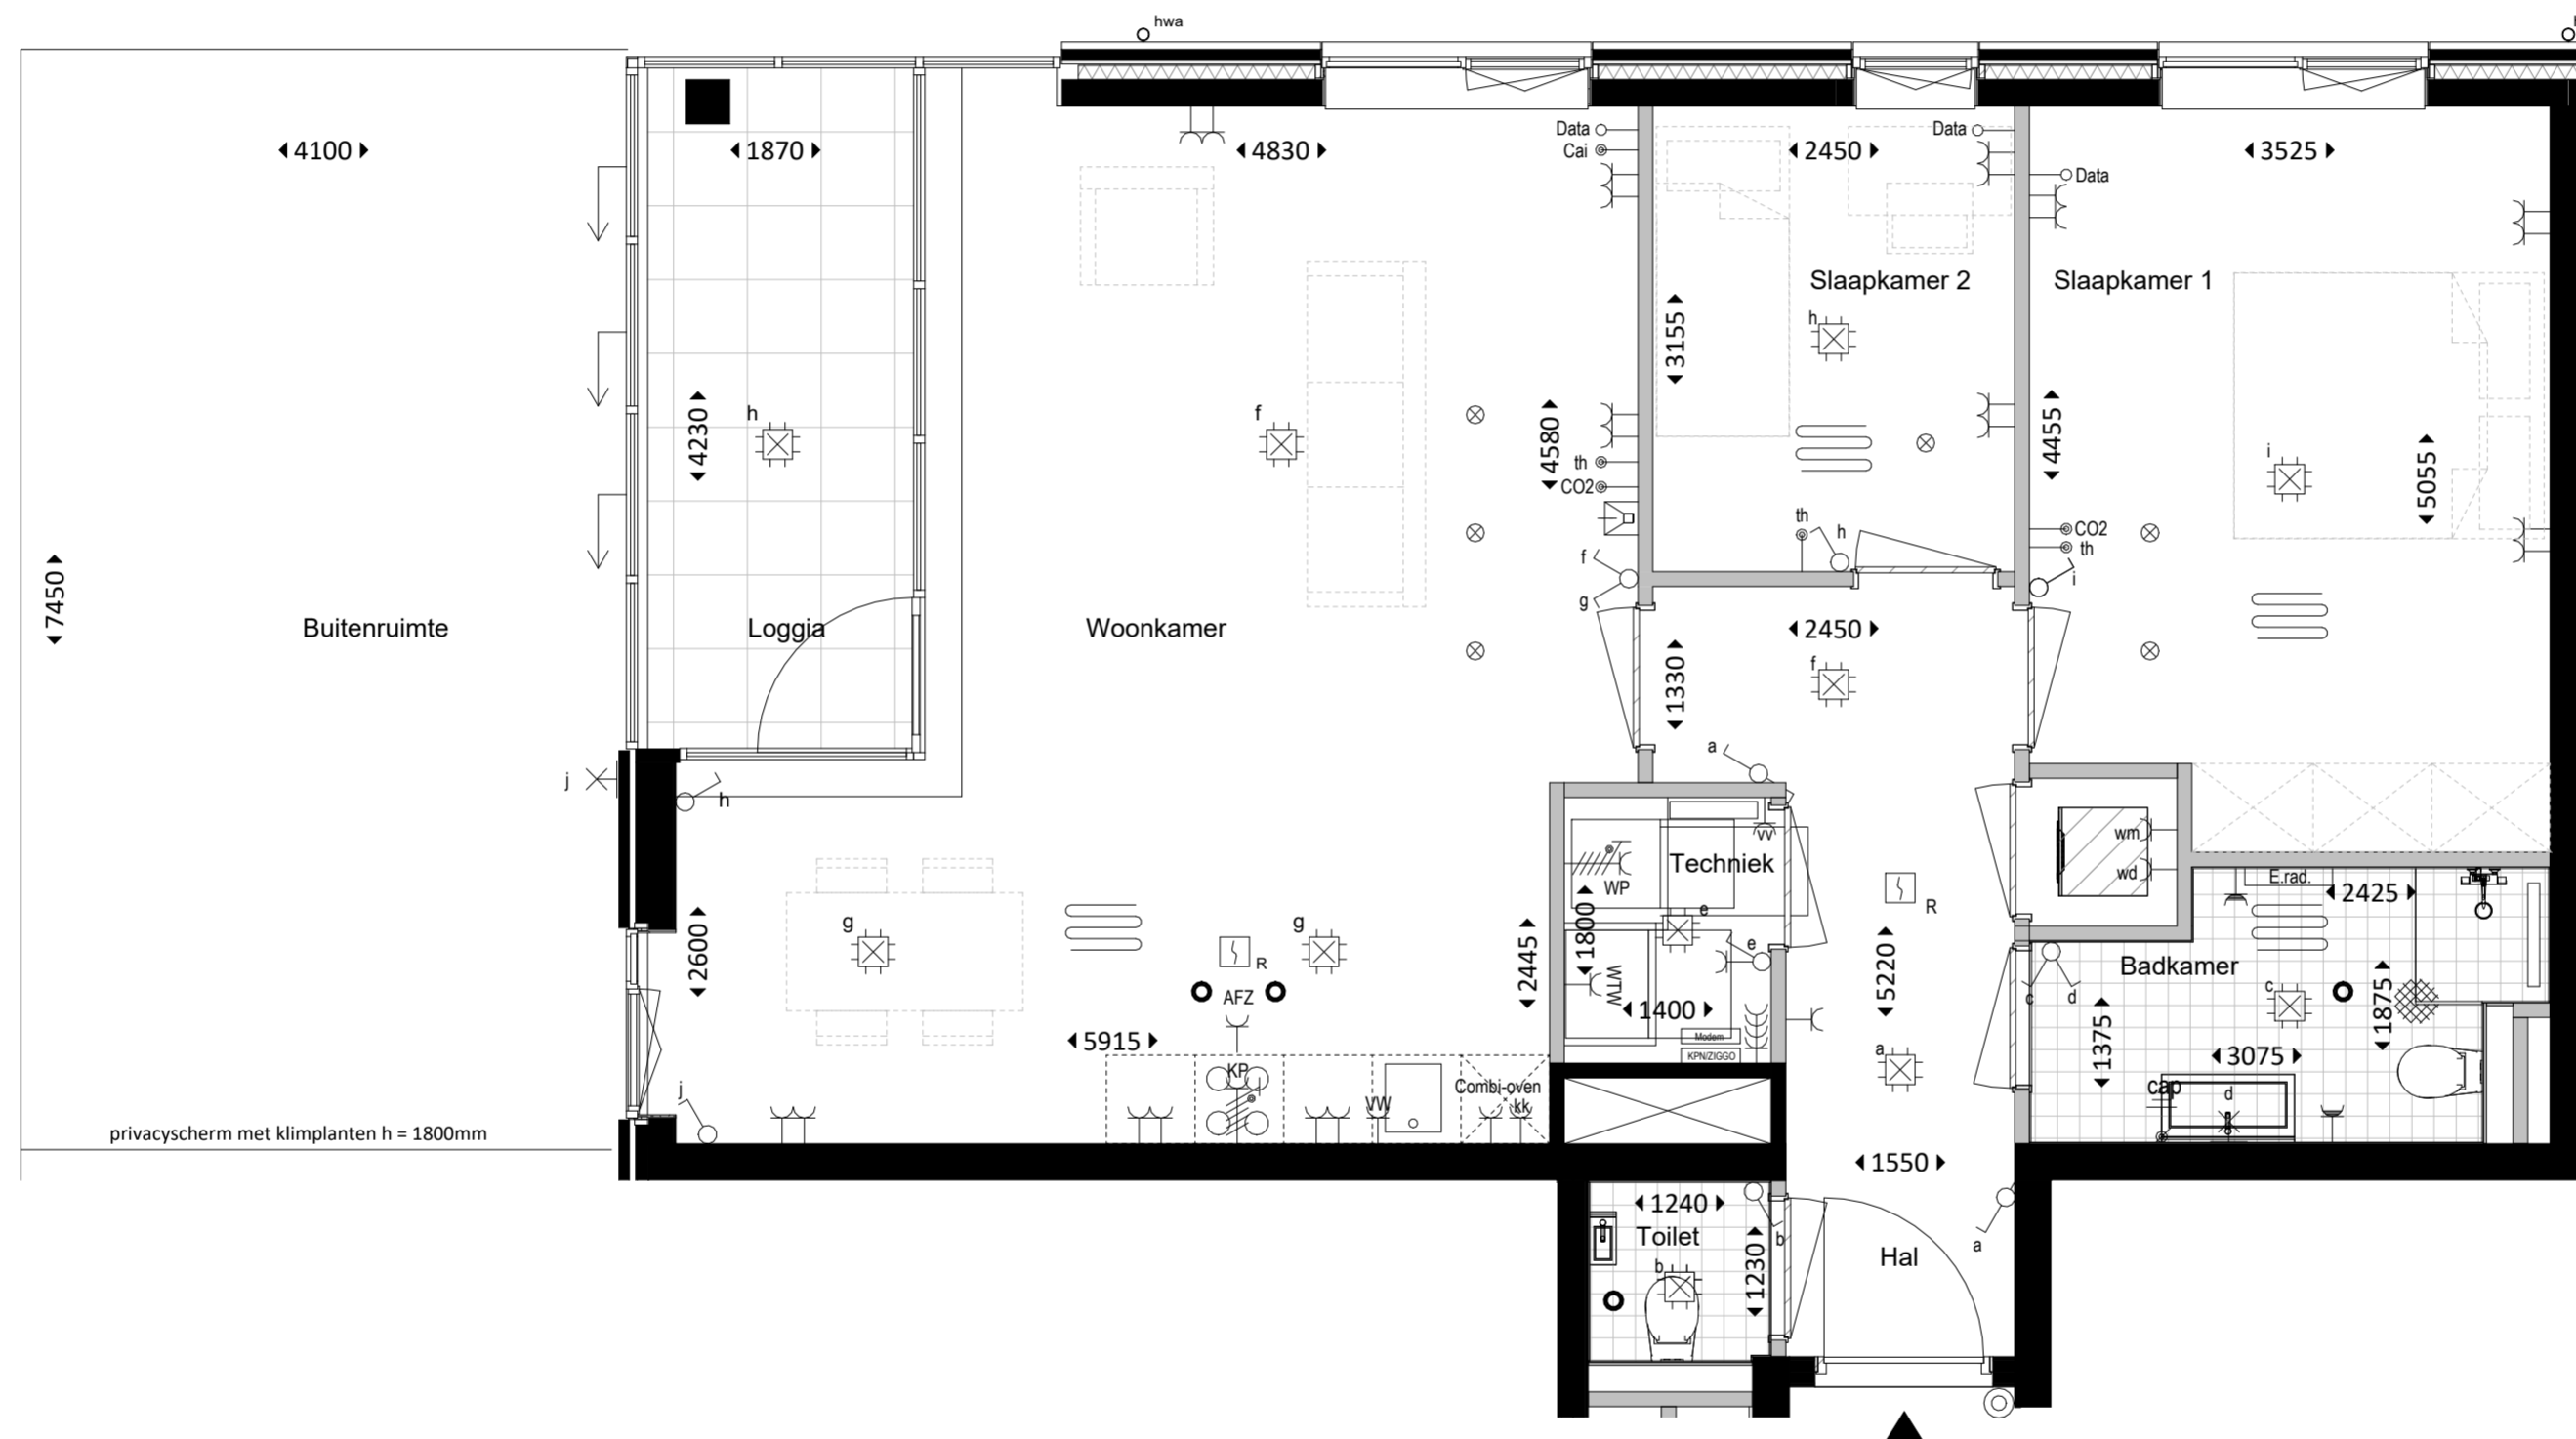 hwa
4100
1870
4830
Data
Cai
2450
Data
3525
Data
Slaapkamer 2
Slaapkamer 1
3155
h
4230
h
f
4580
4455
i
5055
th
CO2
th
h
CO2
th
i
f
g
7450
Buitenruimte
Loggia
Woonkamer
2450
1330
f
a
j
h
vv
Techniek
WP
wm
wd
E.rad.
2425
R
g
g
2600
2445
1800
e
e
5220
Badkamer
R
AFZ
WTW
1400
c
d
c
1875
5915
Modem
KPN/ZIGGO
a
1375
3075
KP
j
VW
Combi-oven
kk
cap
d
privacyscherm met klimplanten h = 1800mm
1550
1240
Toilet
b
1230
b
Hal
a